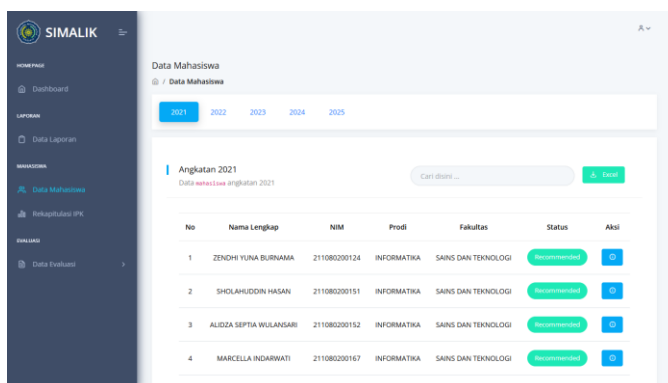 SIMALIK
HOMEPAGE
Dashboard
LAPORAN
Data Laporan
MAHASISWA
Data Mahasiswa
Rekapitulasi IPK
EVALUASI
Data Evaluasi
Data Mahasiswa
/ Data Mahasiswa
2021 2022 2023 2024 2025
Angkatan 2021
Data mahasiswa angkatan 2021
Cari disini ...
Excel
No Nama Lengkap NIM Prodi Fakultas Status Aksi
1 ZENDHI YUNA BURNAMA 211080200124 INFORMATIKA SAINS DAN TEKNOLOGI Recommended
2 SHOLAHUDDIN HASAN 211080200151 INFORMATIKA SAINS DAN TEKNOLOGI Recommended
3 ALIDZA SEPTIA WULANSARI 211080200152 INFORMATIKA SAINS DAN TEKNOLOGI Recommended
4 MARCELLA INDARWATI 211080200167 INFORMATIKA SAINS DAN TEKNOLOGI Recommended